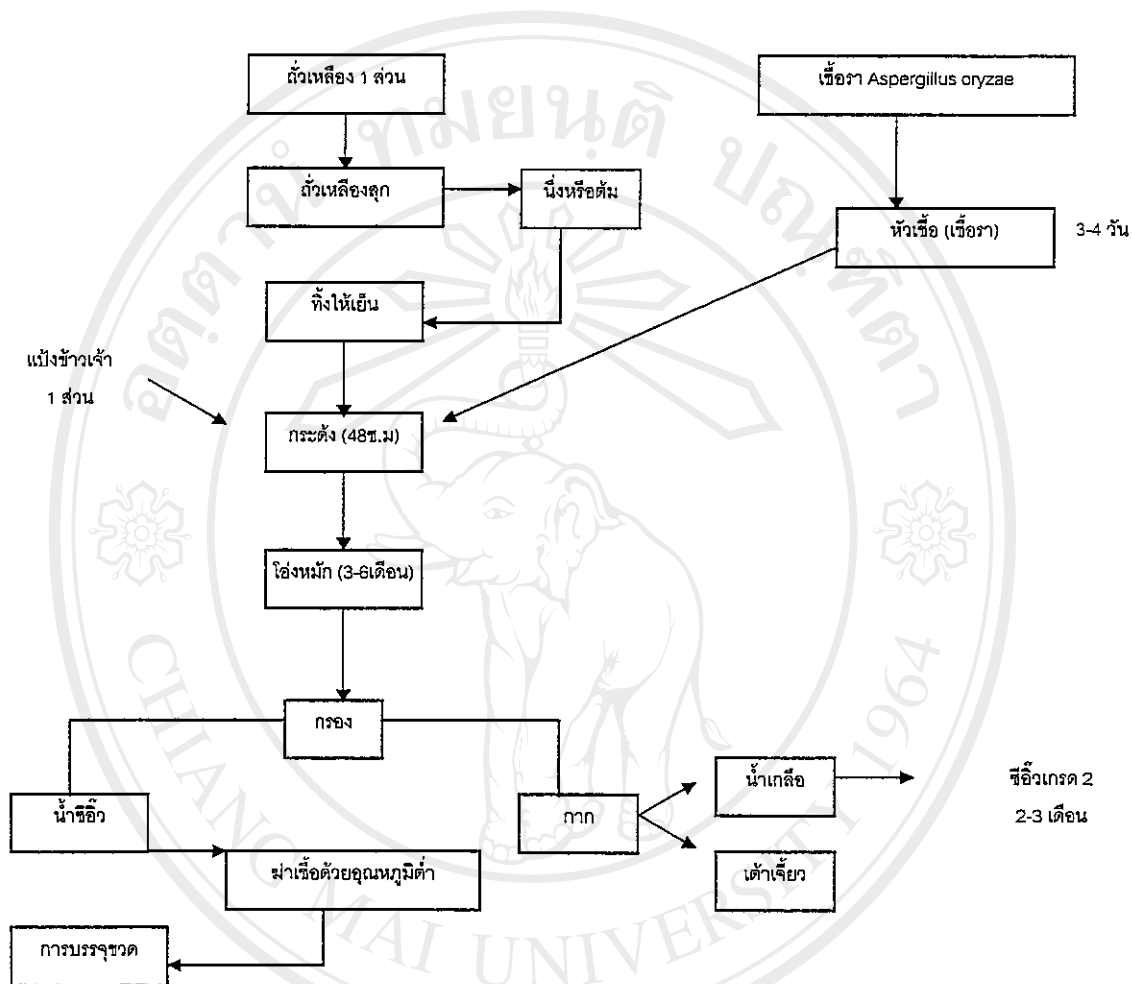 ถั่วเหลือง 1 ส่วน
เชื้อรา Aspergillus oryzae
ถั่วเหลืองสุก
นึ่งหรือต้ม
หัวเชื้อ (เชื้อรา)
3-4 วัน
ทิ้งให้เย็น
แป้งข้าวเจ้า
1 ส่วน
กระด้ง (48ช.ม)
โอ่งหมัก (3-6เดือน)
กรอง
น้ำซีอิ๊ว
กาก
น้ำเกลือ
ซีอิ๊วเกรด 2
2-3 เดือน
ฆ่าเชื้อด้วยอุณหภูมิต่ำ
เต้าเจี้ยว
การบรรจุขวด
CHIANG MAI UNIVERSITY 1964